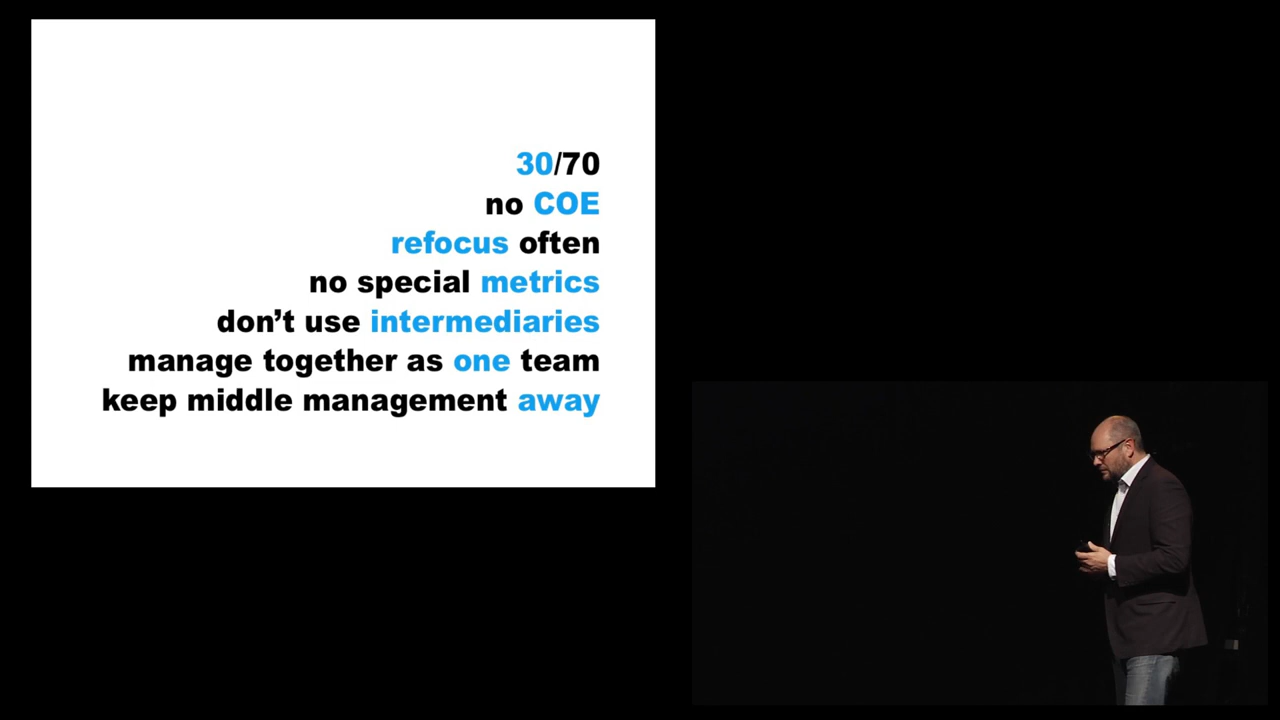 30/70
no COE
refocus often
no special metrics
don’t use intermediaries
manage together as one team
keep middle management away